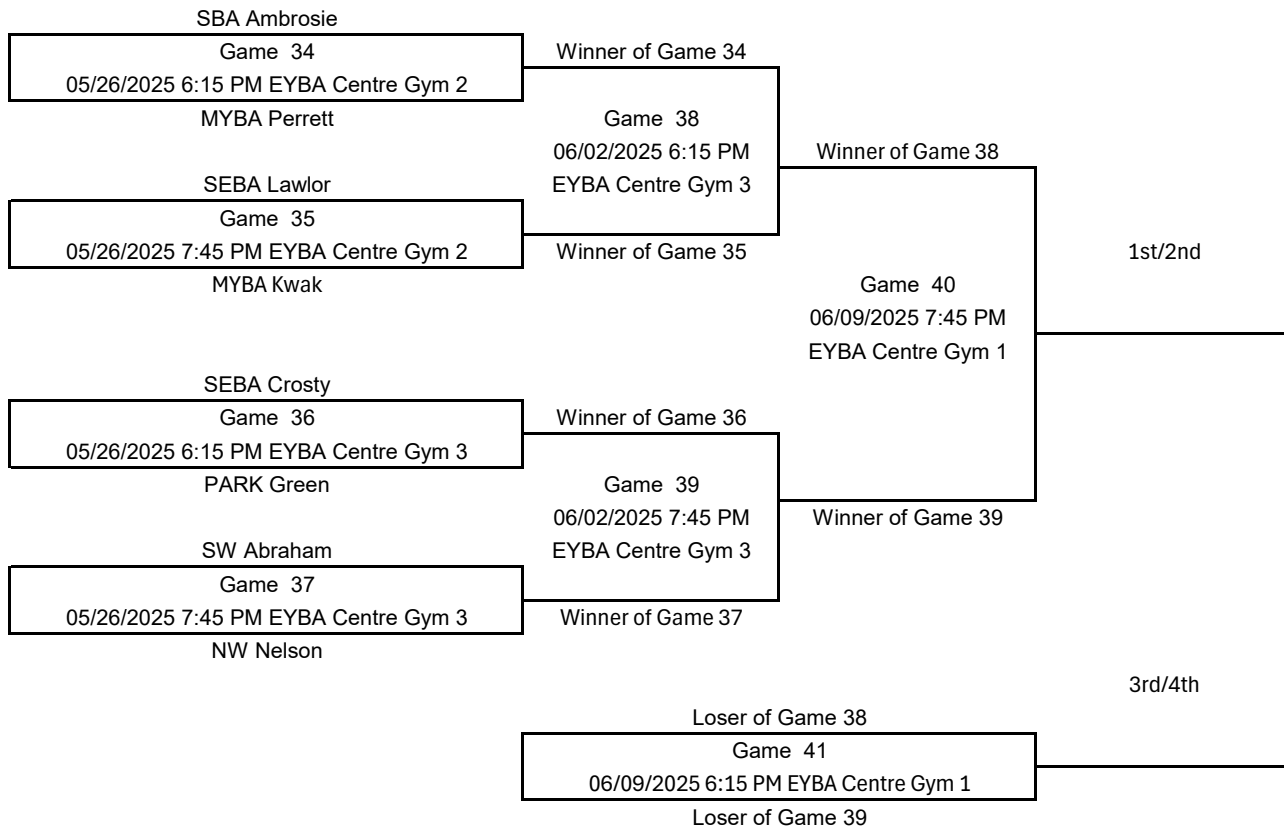 SBA Ambrosie
Game 34
05/26/2025 6:15 PM EYBA Centre Gym 2
MYBA Perrett
SEBA Lawlor
Game 35
05/26/2025 7:45 PM EYBA Centre Gym 2
MYBA Kwak
SEBA Crosty
Game 36
05/26/2025 6:15 PM EYBA Centre Gym 3
PARK Green
SW Abraham
Game 37
05/26/2025 7:45 PM EYBA Centre Gym 3
NW Nelson
Winner of Game 34
Game 38
06/02/2025 6:15 PM
EYBA Centre Gym 3
Winner of Game 35
Winner of Game 36
Game 39
06/02/2025 7:45 PM
EYBA Centre Gym 3
Winner of Game 37
Winner of Game 38
Game 40
06/09/2025 7:45 PM
EYBA Centre Gym 1
Winner of Game 39
1st/2nd
Loser of Game 38
Game 41
06/09/2025 6:15 PM EYBA Centre Gym 1
Loser of Game 39
3rd/4th